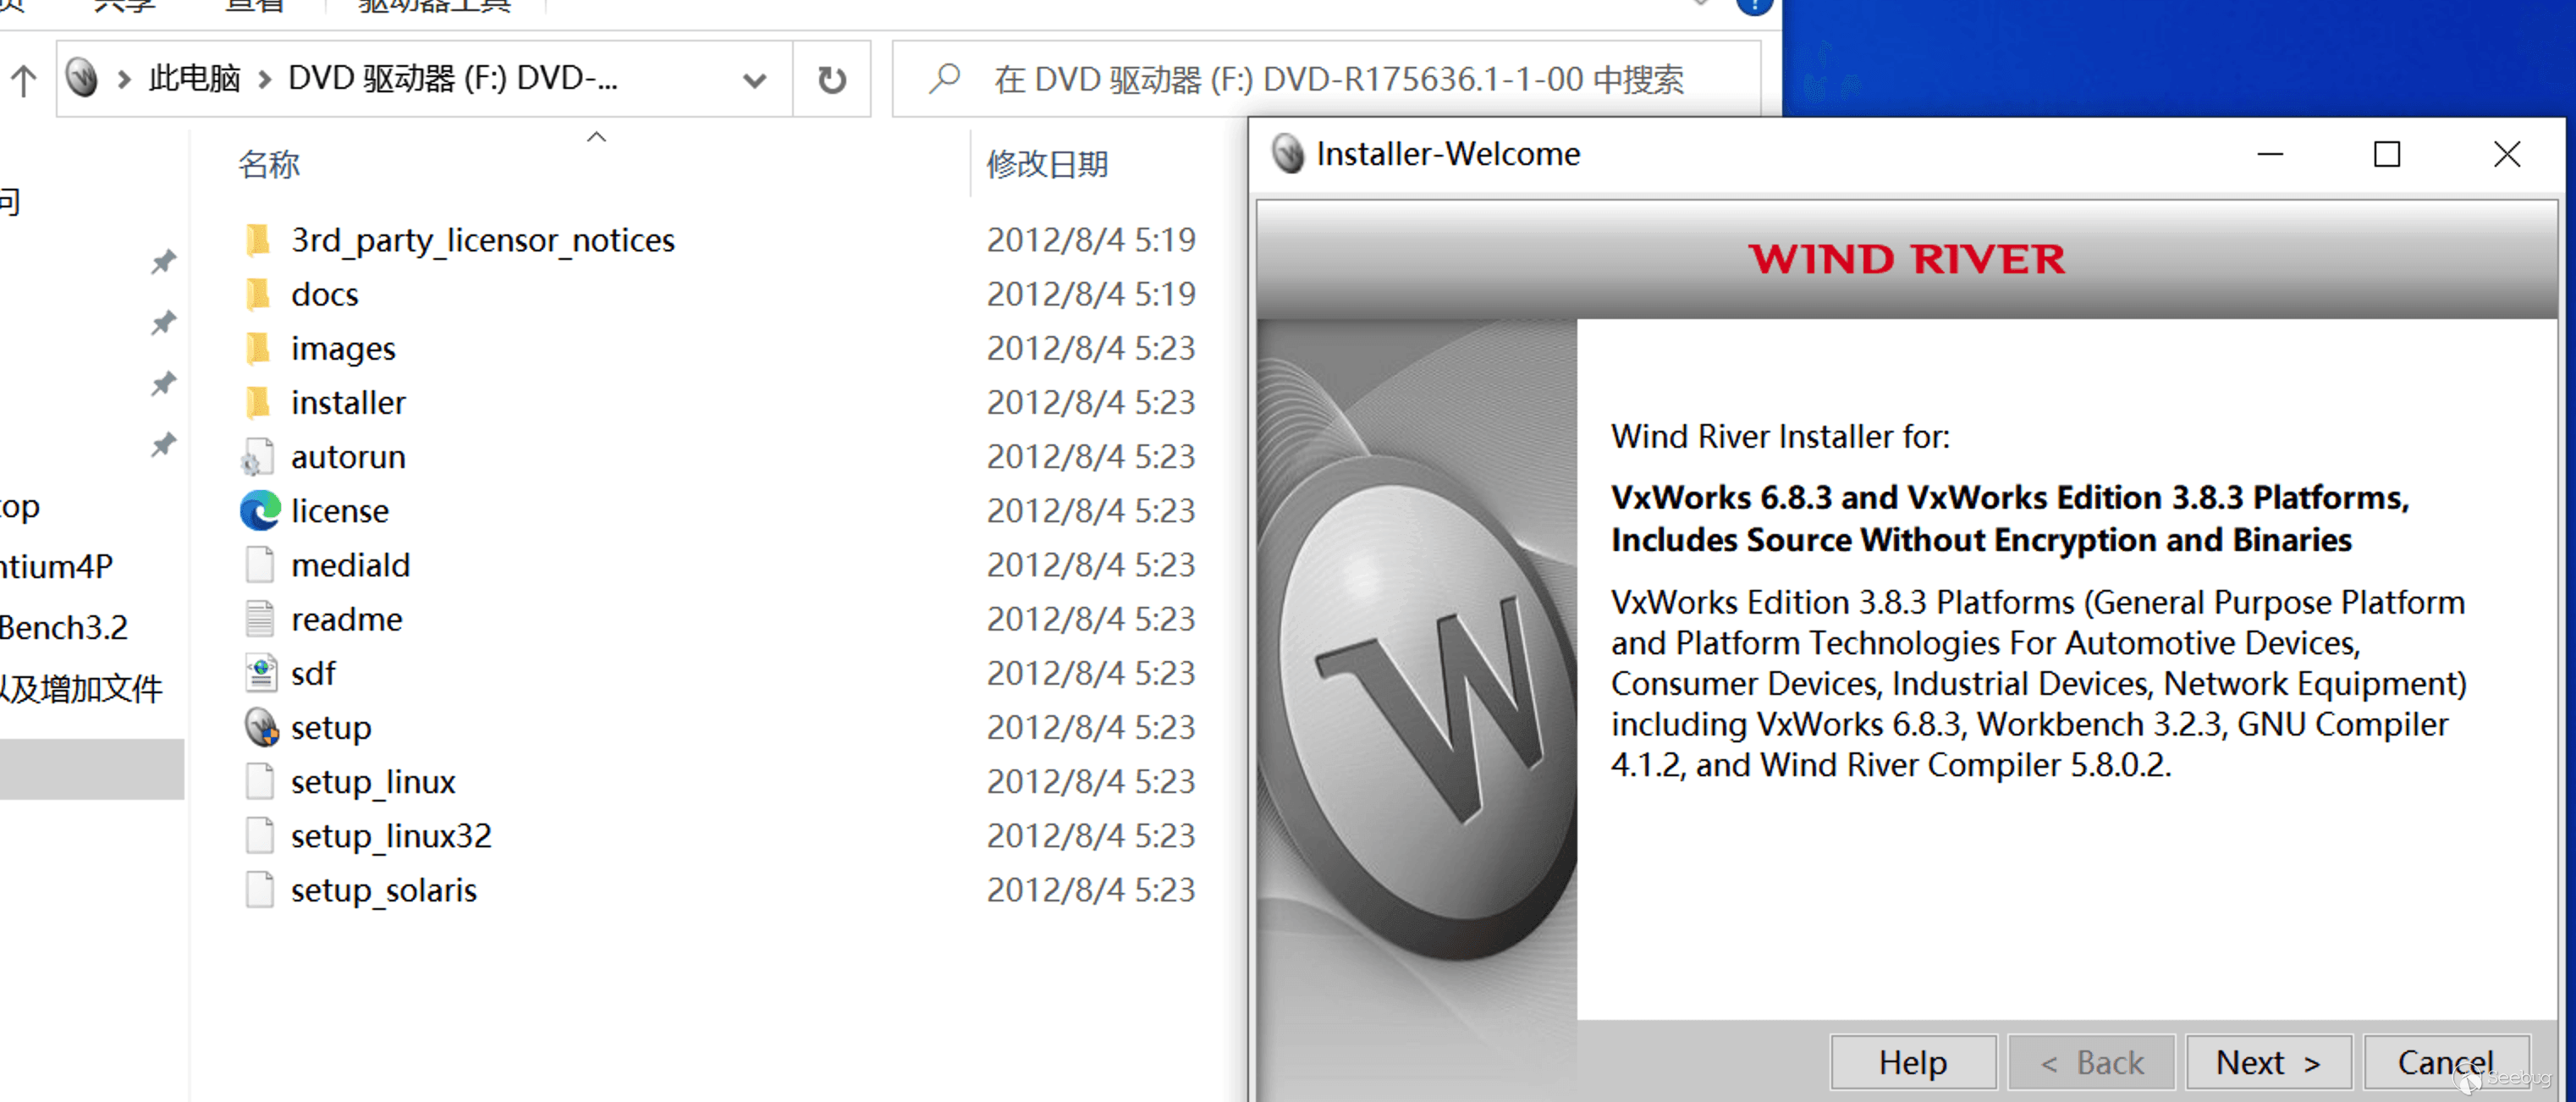 共享 查看 驱动器工具
此电脑 DVD 驱动器 (F:) DVD-...
在 DVD 驱动器 (F:) DVD-R175636.1-1-00 中搜索
名称
修改日期
问
top
ntium4P
Bench3.2
以及增加文件
3rd_party_licensor_notices 2012/8/4 5:19
docs 2012/8/4 5:19
images 2012/8/4 5:23
installer 2012/8/4 5:23
autorun 2012/8/4 5:23
license 2012/8/4 5:23
mediaId 2012/8/4 5:23
readme 2012/8/4 5:23
sdf 2012/8/4 5:23
setup 2012/8/4 5:23
setup_linux 2012/8/4 5:23
setup_linux32 2012/8/4 5:23
setup_solaris 2012/8/4 5:23
Installer-Welcome
WIND RIVER
W
Wind River Installer for:
VxWorks 6.8.3 and VxWorks Edition 3.8.3 Platforms,
Includes Source Without Encryption and Binaries
VxWorks Edition 3.8.3 Platforms (General Purpose Platform
and Platform Technologies For Automotive Devices,
Consumer Devices, Industrial Devices, Network Equipment)
including VxWorks 6.8.3, Workbench 3.2.3, GNU Compiler
4.1.2, and Wind River Compiler 5.8.0.2.
Help < Back Next > Cancel
Seebug